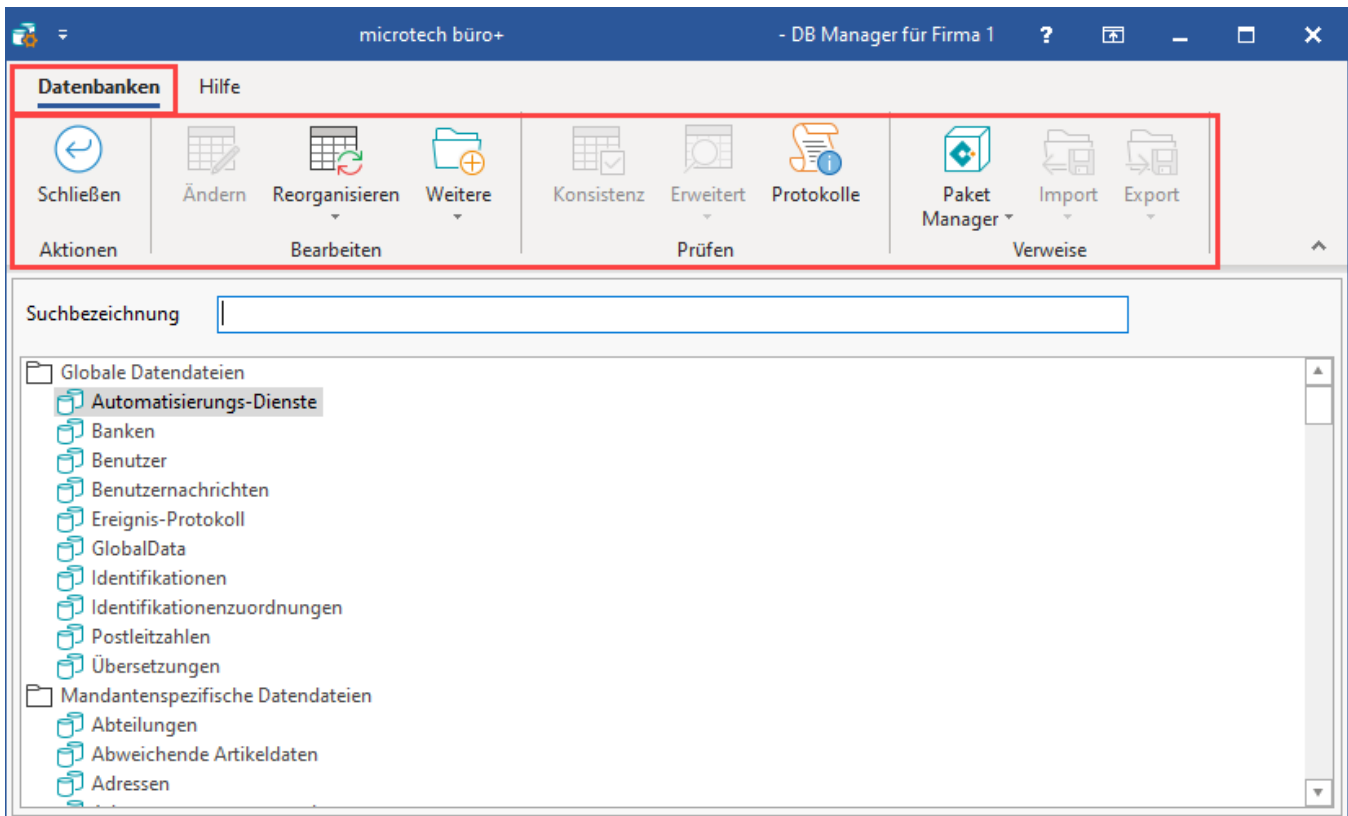 microtech büro+ - DB Manager für Firma 1 ?
Datenbanken Hilfe
Schließen Ändern Reorganisieren Weitere Konsistenz Erweitert Protokolle Paket Manager Import Export
Aktionen Bearbeiten Prüfen Verweise
Suchbezeichnung
Globale Datendateien
Automatisierungs-Dienste
Banken
Benutzer
Benutzernachrichten
Ereignis-Protokoll
GlobalData
Identifikationen
Identifikationenzuordnungen
Postleitzahlen
Übersetzungen
Mandantenspezifische Datendateien
Abteilungen
Abweichende Artikeldaten
Adressen